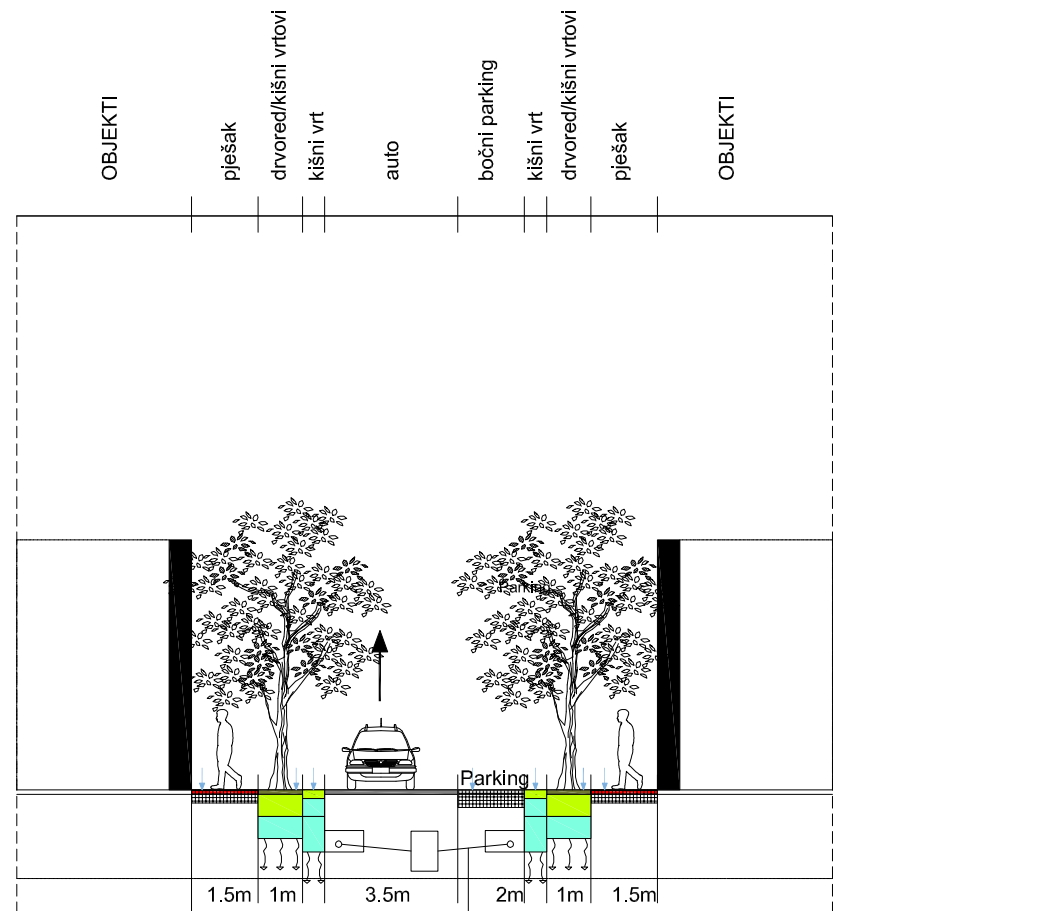 OBJEKTI
pješak
drvored/kišni vrtovi
kišni vrt
auto
bočni parking
kišni vrt
drvored/kišni vrtovi
pješak
OBJEKTI
Parking
Parking
1.5m
1m
3.5m
2m
1m
1.5m